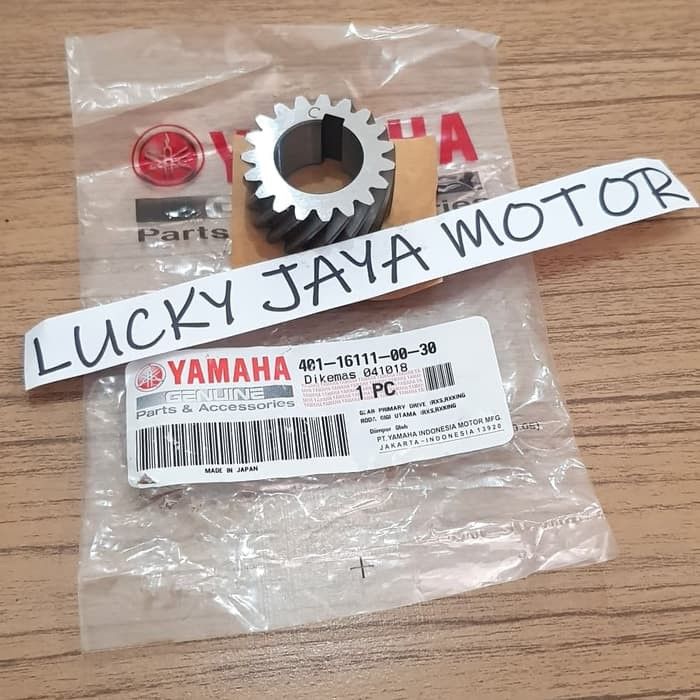 C
YAMAHA
Parts
LUCKY JAYA MOTOR
YAMAHA
GENUINE
Parts & Accessories
401-16111-00-30
Dikemas 041018
1 PC
GEAR PRIMARY DRIVE (RXS,RXKING
RODA GIGI UTAMA (RXS,RXKING
Diimpor Oleh
PT. YAMAHA INDONESIA MOTOR MFG.
JAKARTA-INDONESIA 13920
MADE IN JAPAN